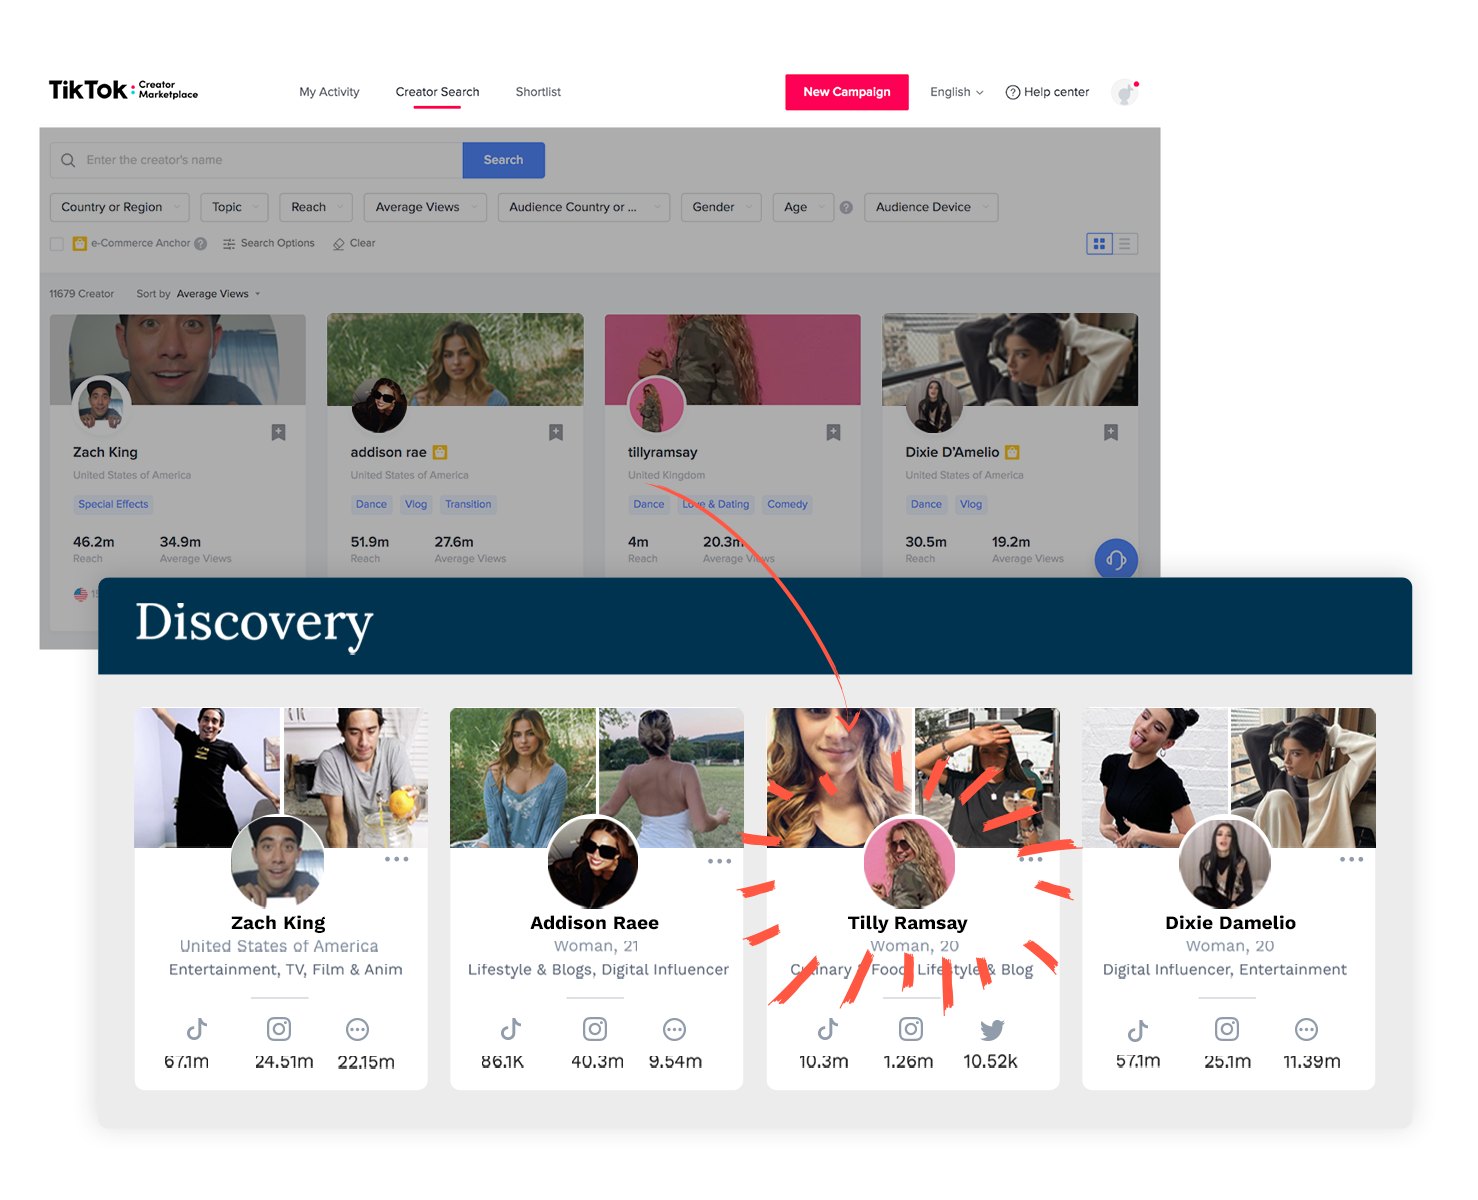 TikTok: Creator Marketplace
My Activity
Creator Search
Shortlist
New Campaign
English
Help center
Enter the creator's name
Search
Country or Region
Topic
Reach
Average Views
Audience Country or ...
Gender
Age
Audience Device
e-Commerce Anchor
Search Options
Clear
11679 Creator
Sort by Average Views
Zach King
United States of America
Special Effects
46.2m 34.9m
Reach Average Views
addison rae
United States of America
Dance Vlog Transition
51.9m 27.6m
Reach Average Views
tillyramsay
United Kingdom
Dance Love & Dating Comedy
4m 20.3m
Reach Average Views
Dixie D'Amelio
United States of America
Dance Vlog
30.5m 19.2m
Reach Average Views
Discovery
Zach King
United States of America
Entertainment, TV, Film & Anim
67.1m 24.51m 22.15m
Addison Raee
Woman, 21
Lifestyle & Blogs, Digital Influencer
86.1K 40.3m 9.54m
Tilly Ramsay
Woman, 20
Culinary & Food, Lifestyle & Blog
10.3m 1.26m 10.52k
Dixie Damelio
Woman, 20
Digital Influencer, Entertainment
57.1m 25.1m 11.39m